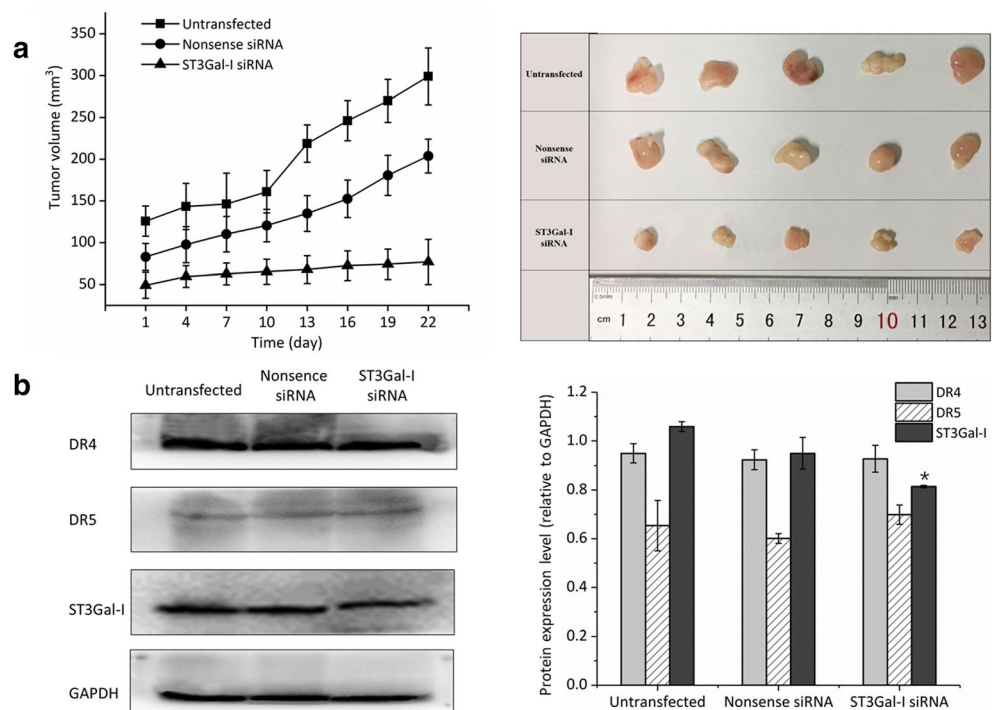 a
Untransfected
Nonsense siRNA
ST3Gal-I siRNA
Tumor volume (mm³)
350
300
250
200
150
100
50
1 4 7 10 13 16 19 22
Time (day)
Untransfected
Nonsense
siRNA
ST3Gal-I
siRNA
0.5mm
mm
cm 1 2 3 4 5 6 7 8 9 10 11 12 13
b
Untransfected
Nonsence
siRNA
ST3Gal-I
siRNA
DR4
DR5
ST3Gal-I
GAPDH
Protein expression level (relative to GAPDH)
1.2
1.0
0.8
0.6
0.4
0.2
0.0
DR4
DR5
ST3Gal-I
*
Untransfected Nonsense siRNA ST3Gal-I siRNA